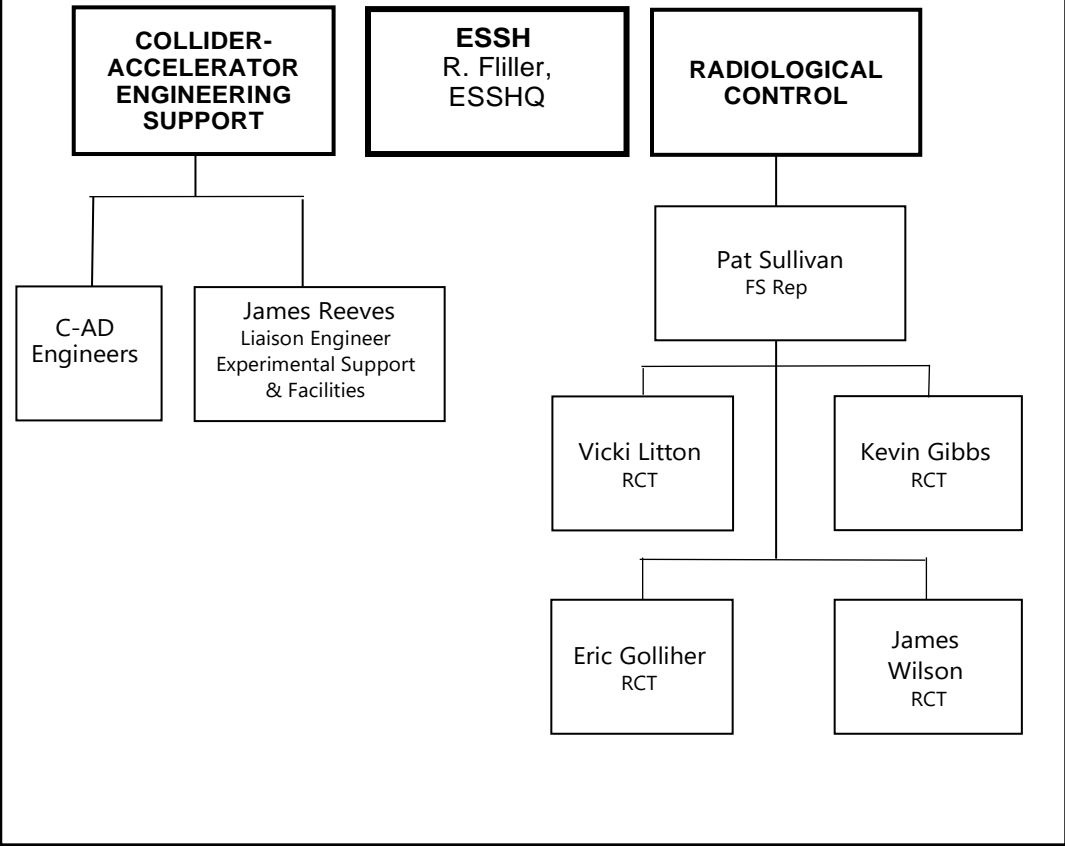 COLLIDER-
ACCELERATOR
ENGINEERING
SUPPORT
ESSH
R. Fliller,
ESSHQ
RADIOLOGICAL
CONTROL
C-AD
Engineers
James Reeves
Liaison Engineer
Experimental Support
& Facilities
Pat Sullivan
FS Rep
Vicki Litton
RCT
Kevin Gibbs
RCT
Eric Golliher
RCT
James
Wilson
RCT